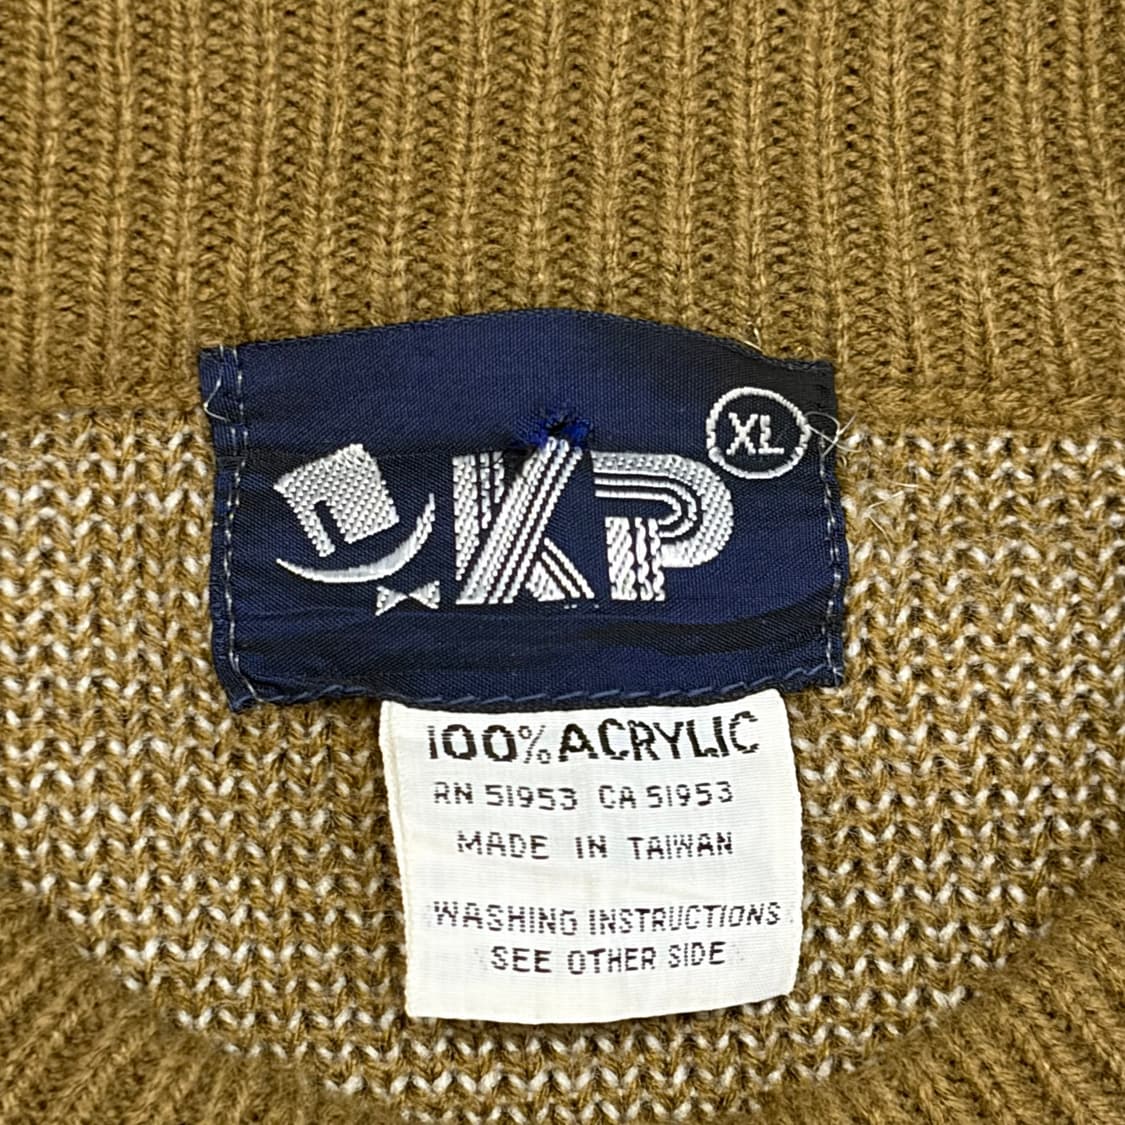 XL
KP
100% ACRYLIC
RN 51953 CA 51953
MADE IN TAIWAN
WASHING INSTRUCTIONS
SEE OTHER SIDE